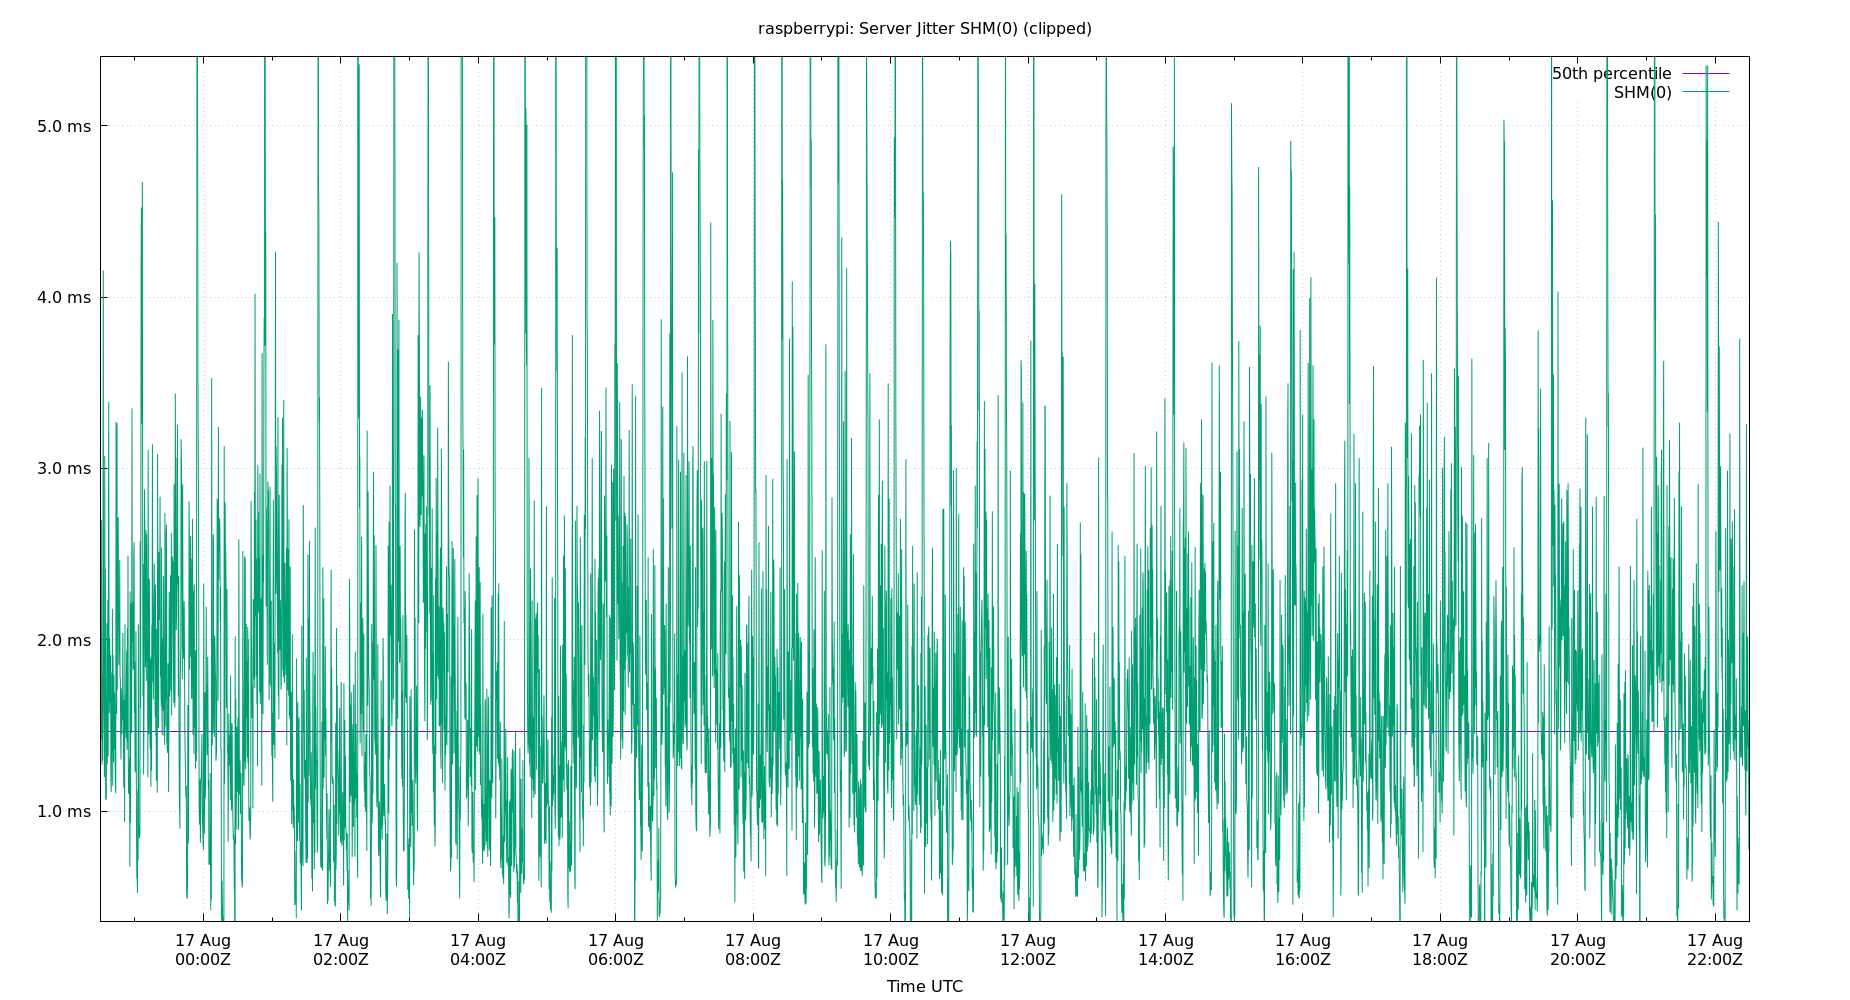 raspberrypi: Server Jitter SHM(0) (clipped)
50th percentile
SHM(0)
5.0 ms
4.0 ms
3.0 ms
2.0 ms
1.0 ms
17 Aug 17 Aug 17 Aug 17 Aug 17 Aug 17 Aug 17 Aug 17 Aug 17 Aug 17 Aug 17 Aug 17 Aug
00:00Z 02:00Z 04:00Z 06:00Z 08:00Z 10:00Z 12:00Z 14:00Z 16:00Z 18:00Z 20:00Z 22:00Z
Time UTC